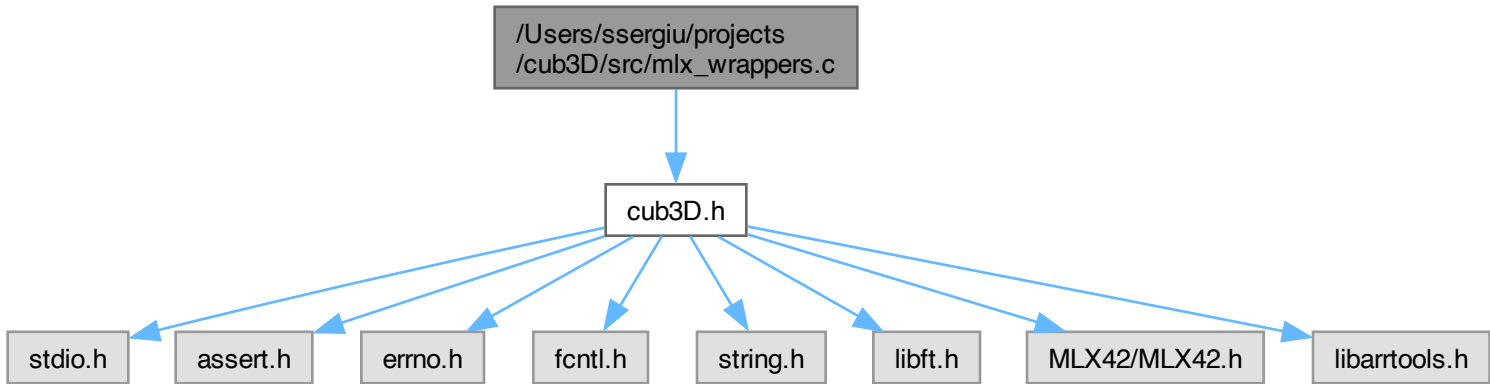 /Users/ssergiu/projects
/cub3D/src/mlx_wrappers.c
cub3D.h
stdio.h
assert.h
errno.h
fcntl.h
string.h
libft.h
MLX42/MLX42.h
libarrtools.h